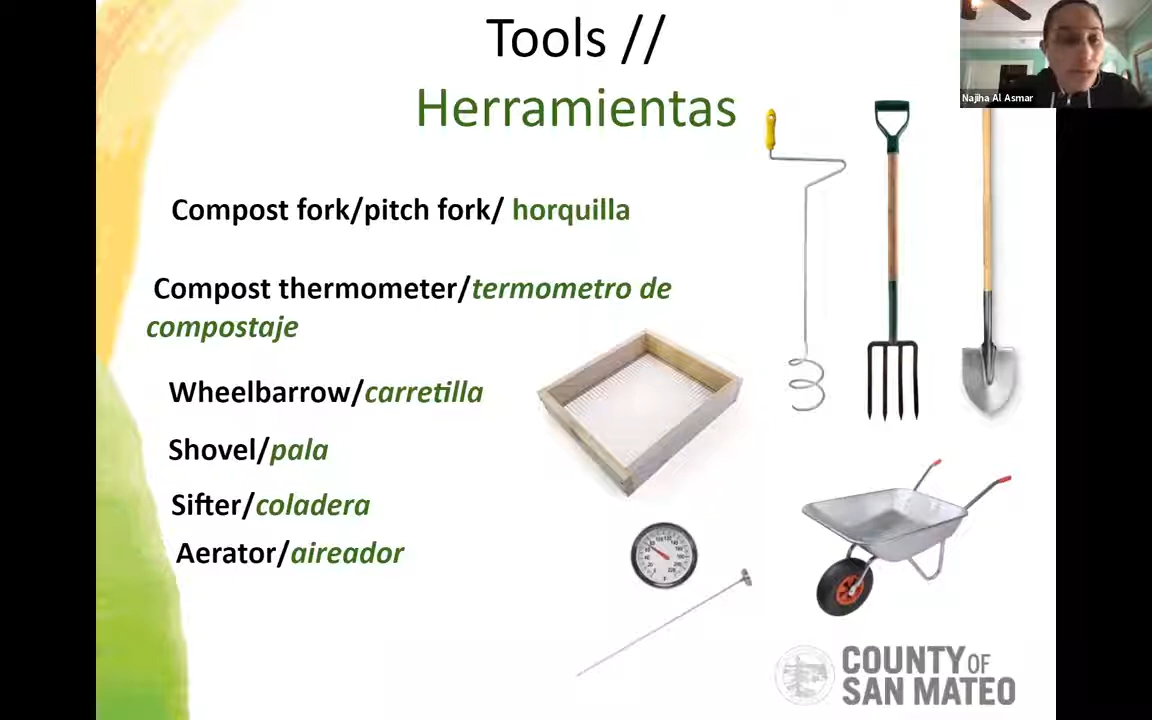 Tools //
Herramientas
Najiha Al Asmar
Compost fork/pitch fork/ horquilla
Compost thermometer/termometro de
compostaje
Wheelbarrow/carretilla
Shovel/pala
Sifter/coladera
Aerator/aireador
COUNTY OF
SAN MATEO